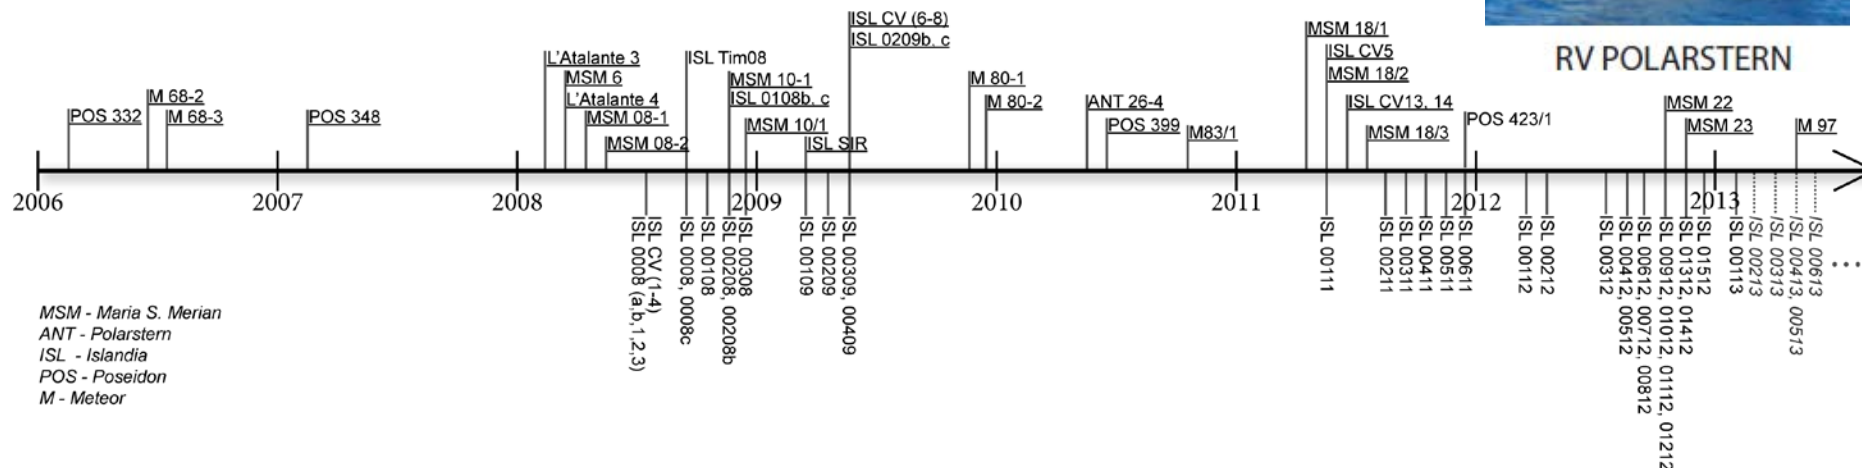 RV POLARSTERN
ISL CV (6-8)
ISL 0209b, c
L'Atalante 3
MSM 6
L'Atalante 4
MSM 08-1
MSM 08-2
ISL Tim08
MSM 10-1
ISL 0108b, c
MSM 10/1
ISL SIR
POS 332
M 68-2
M 68-3
POS 348
M 80-1
M 80-2
ANT 26-4
POS 399
M83/1
MSM 18/1
ISL CV5
MSM 18/2
ISL CV13, 14
MSM 18/3
POS 423/1
MSM 22
MSM 23
M 97
2006
2007
2008
2009
2010
2011
2012
2013
ISL 0008 (a,b,1,2,3)
ISL CV (1-4)
ISL 0008, 0008c
ISL 00108
ISL 00208, 00208b
ISL 00308
ISL 00109
ISL 00209
ISL 00309, 00409
ISL 00111
ISL 00211
ISL 00311
ISL 00411
ISL 00511
ISL 00611
ISL 00112
ISL 00212
ISL 00312
ISL 00412, 00512
ISL 00612, 00712, 00812
ISL 00912, 01012, 01112, 01212
ISL 01312, 01412
ISL 01512
ISL 00113
ISL 00213
ISL 00313
ISL 00413, 00513
ISL 00613
...
MSM - Maria S. Merian
ANT - Polarstern
ISL - Islandia
POS - Poseidon
M - Meteor